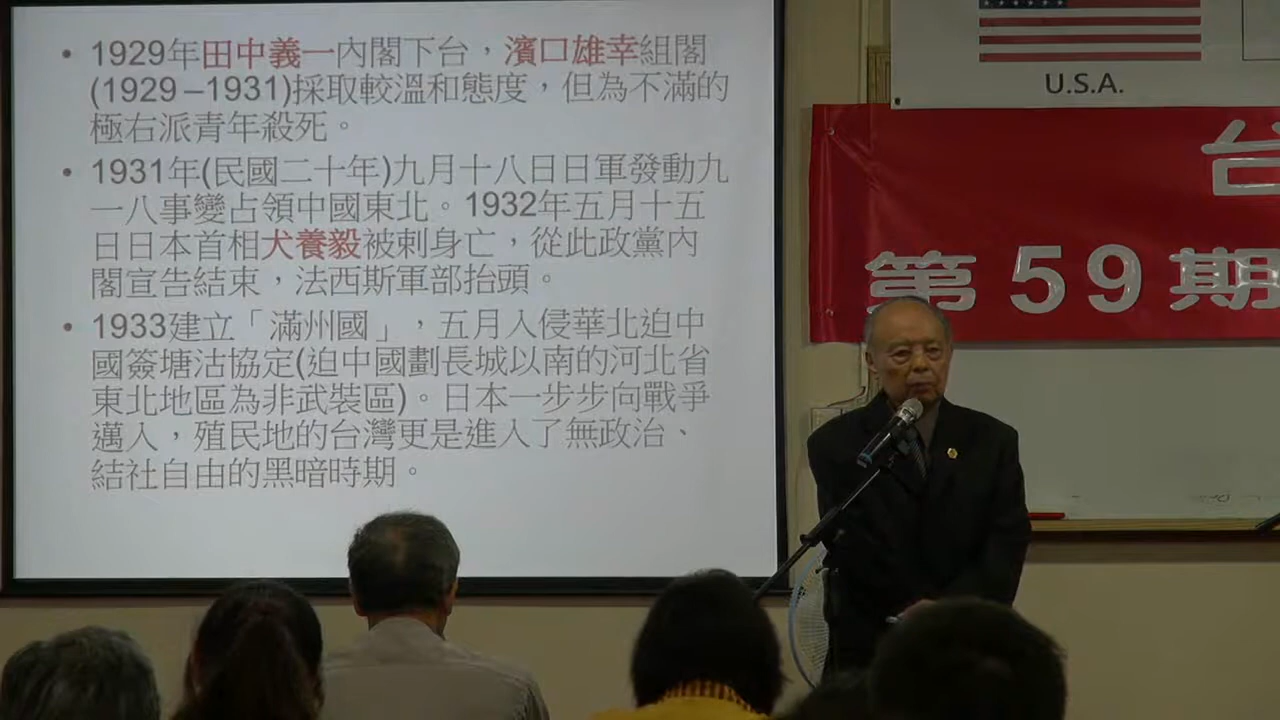 • 1929年田中義一內閣下台，濱口雄幸組閣
(1929 –1931)採取較溫和態度，但為不滿的
極右派青年殺死。
• 1931年(民國二十年)九月十八日日軍發動九
一八事變占領中國東北。1932年五月十五
日日本首相犬養毅被刺身亡，從此政黨內
閣宣告結束，法西斯軍部抬頭。
• 1933建立「滿州國」，五月入侵華北迫中
國簽塘沽協定(迫中國劃長城以南的河北省
東北地區為非武裝區)。日本一步步向戰爭
邁入，殖民地的台灣更是進入了無政治、
結社自由的黑暗時期。
U.S.A.
台
第59期